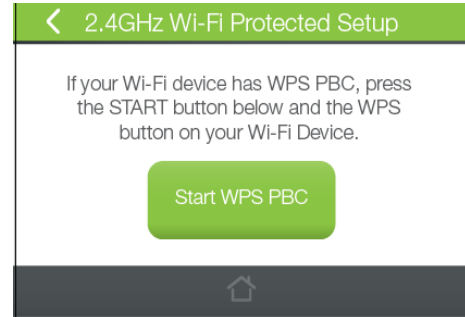 2.4GHz Wi-Fi Protected Setup
If your Wi-Fi device has WPS PBC, press
the START button below and the WPS
button on your Wi-Fi Device.
Start WPS PBC